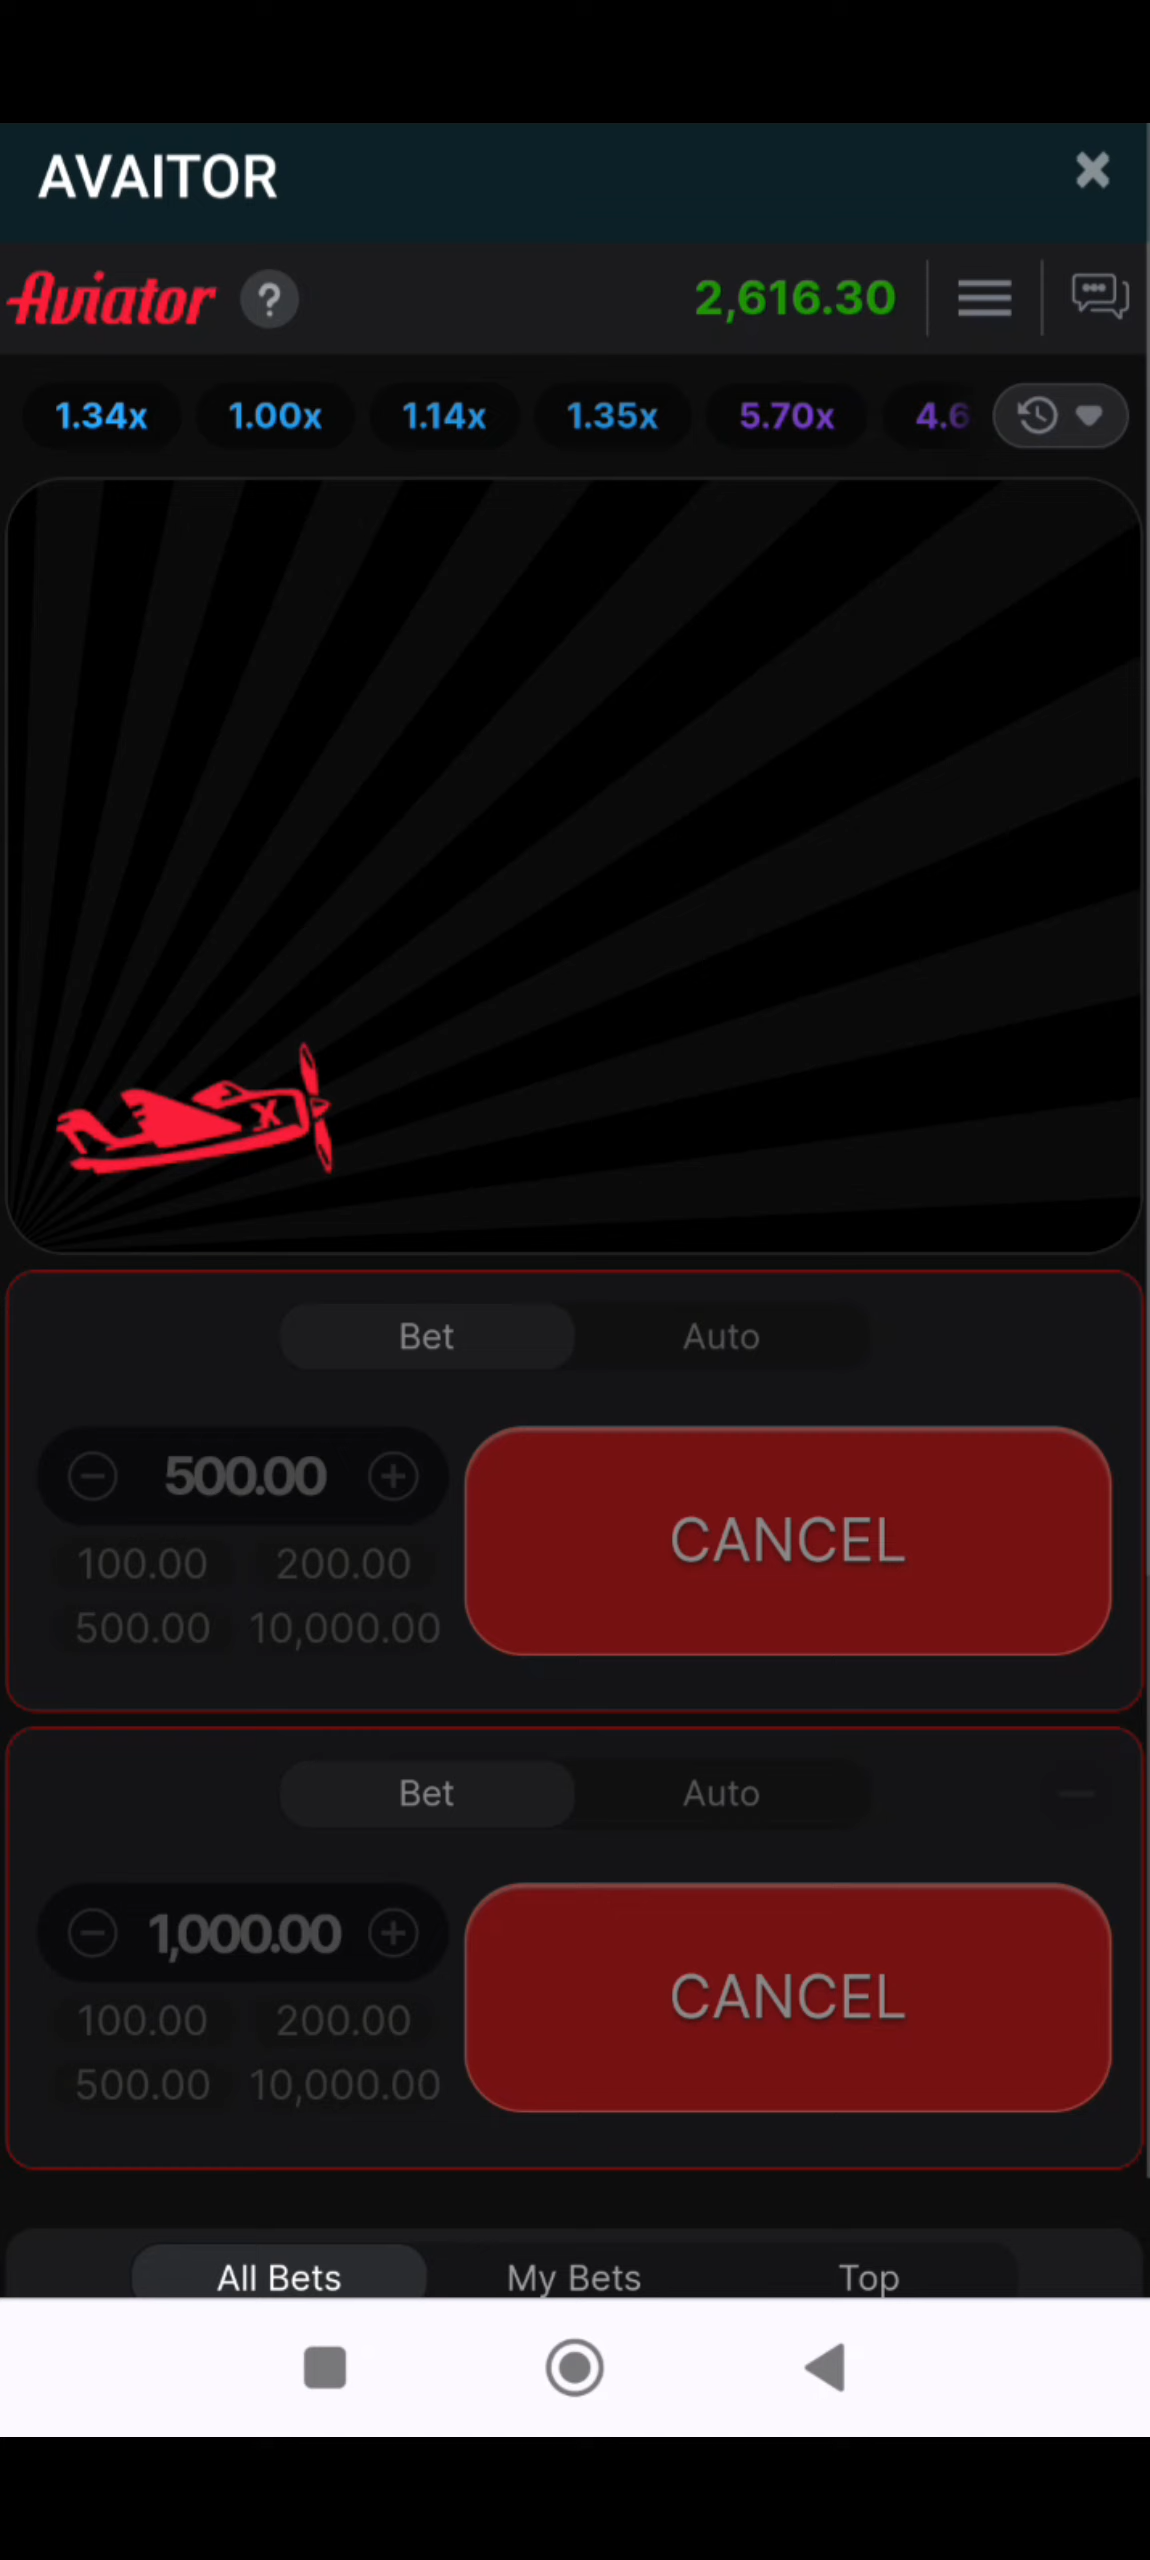 AVAITOR
Aviator ? 2,616.30
1.34x 1.00x 1.14x 1.35x 5.70x 4.6
Bet Auto
500.00
CANCEL
100.00 200.00
500.00 10,000.00
Bet Auto
1,000.00
CANCEL
100.00 200.00
500.00 10,000.00
All Bets My Bets Top